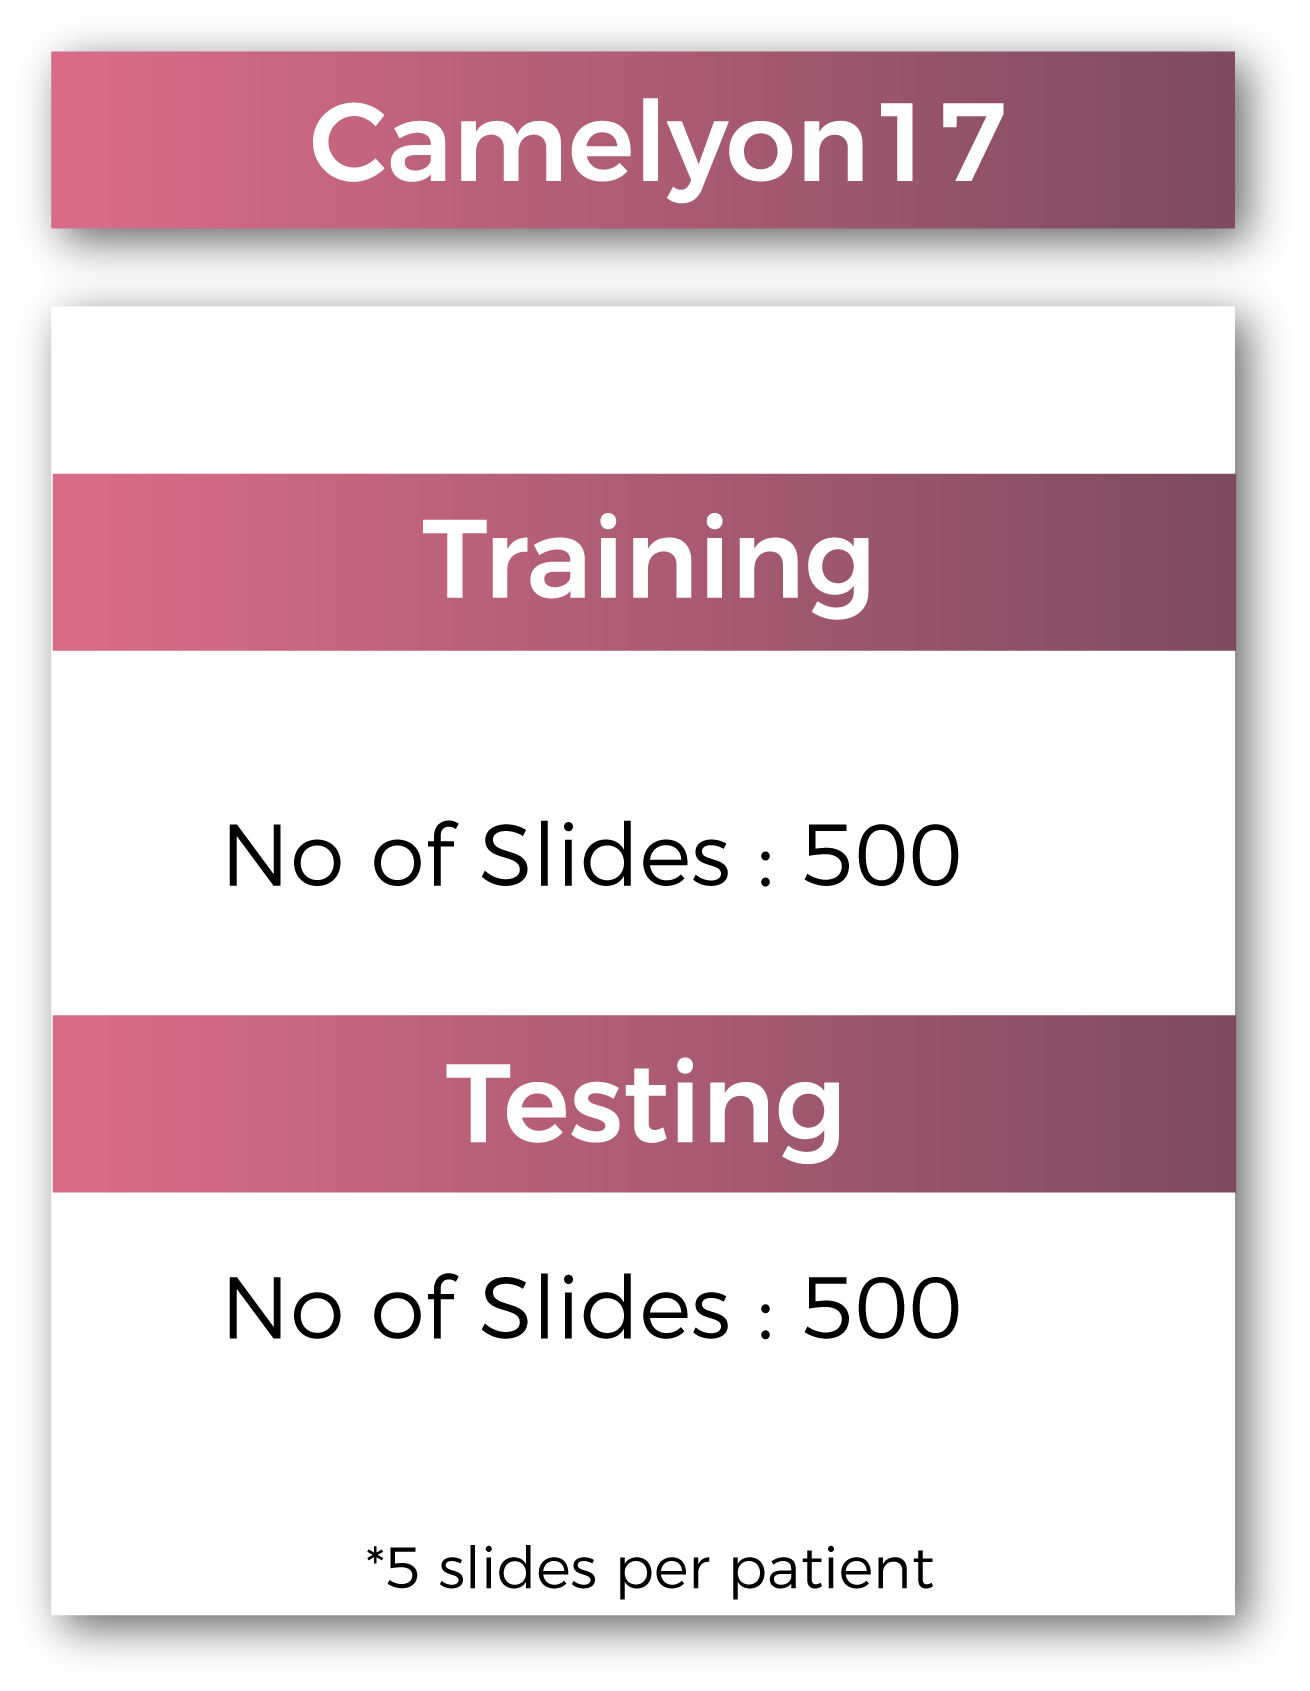 Camelyon17
Training
No of Slides : 500
Testing
No of Slides : 500
*5 slides per patient